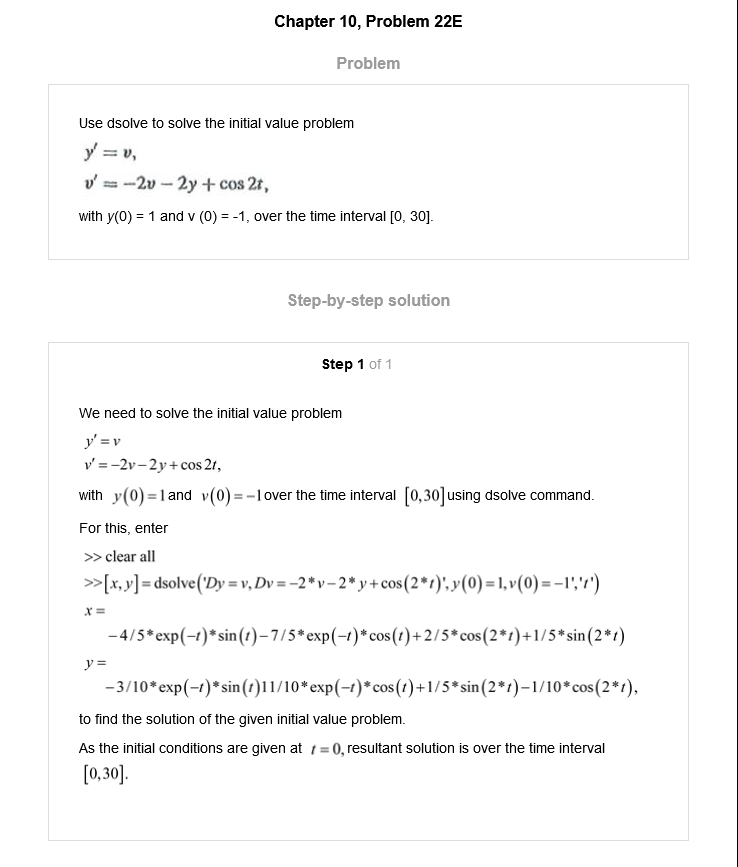 Chapter 10, Problem 22E
Problem
Use dsolve to solve the initial value problem
y′ = v,
v′ = −2v − 2y + cos 2t,
with y(0) = 1 and v (0) = -1, over the time interval [0, 30].
Step-by-step solution
Step 1 of 1
We need to solve the initial value problem
y′ = v
v′ = −2v − 2y + cos 2t,
with y(0) = 1 and v(0) = −1 over the time interval [0,30] using dsolve command.
For this, enter
>> clear all
>>[x,y] = dsolve('Dy = v, Dv = −2*v−2*y+cos(2*t)', y(0)=1,v(0)=−1','t')
x =
−4/5*exp(−t)*sin(t)−7/5*exp(−t)*cos(t)+2/5*cos(2*t)+1/5*sin(2*t)
y =
−3/10*exp(−t)*sin(t)11/10*exp(−t)*cos(t)+1/5*sin(2*t)−1/10*cos(2*t),
to find the solution of the given initial value problem.
As the initial conditions are given at t = 0, resultant solution is over the time interval
[0,30].